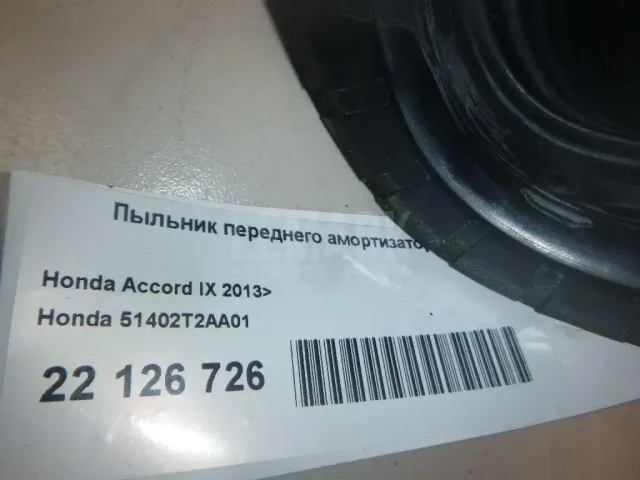 Пыльник переднего амортизато
Honda Accord IX 2013>
Honda 51402T2AA01
22 126 726